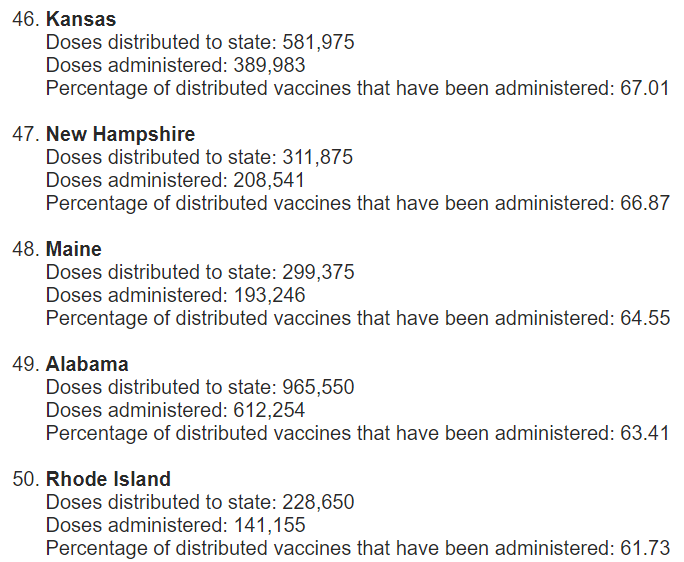 46. Kansas
Doses distributed to state: 581,975
Doses administered: 389,983
Percentage of distributed vaccines that have been administered: 67.01
47. New Hampshire
Doses distributed to state: 311,875
Doses administered: 208,541
Percentage of distributed vaccines that have been administered: 66.87
48. Maine
Doses distributed to state: 299,375
Doses administered: 193,246
Percentage of distributed vaccines that have been administered: 64.55
49. Alabama
Doses distributed to state: 965,550
Doses administered: 612,254
Percentage of distributed vaccines that have been administered: 63.41
50. Rhode Island
Doses distributed to state: 228,650
Doses administered: 141,155
Percentage of distributed vaccines that have been administered: 61.73